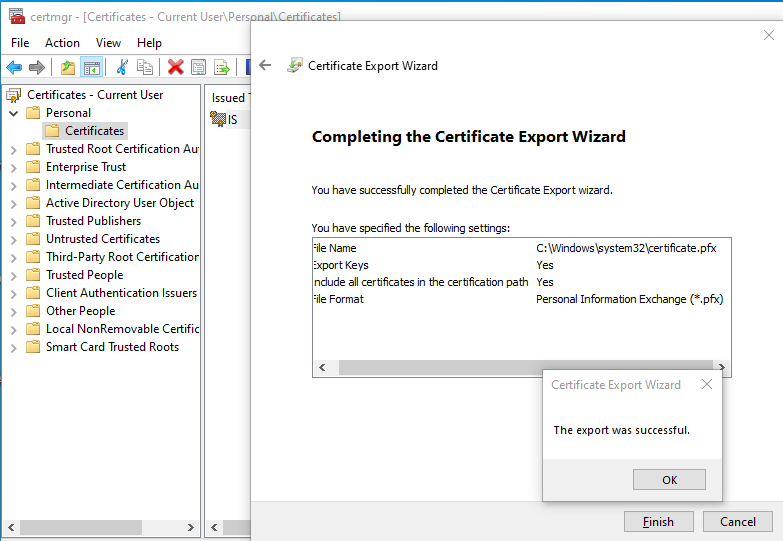 certmgr - [Certificates - Current User\Personal\Certificates]
File Action View Help
Certificates - Current User
Personal
Certificates
Trusted Root Certification Au
Enterprise Trust
Intermediate Certification Au
Active Directory User Object
Trusted Publishers
Untrusted Certificates
Third-Party Root Certification
Trusted People
Client Authentication Issuers
Other People
Local NonRemovable Certific
Smart Card Trusted Roots
Issued T
IS
Certificate Export Wizard
Completing the Certificate Export Wizard
You have successfully completed the Certificate Export wizard.
You have specified the following settings:
File Name C:\Windows\system32\certificate.pfx
Export Keys Yes
Include all certificates in the certification path Yes
File Format Personal Information Exchange (*.pfx)
Certificate Export Wizard
The export was successful.
OK
Finish Cancel